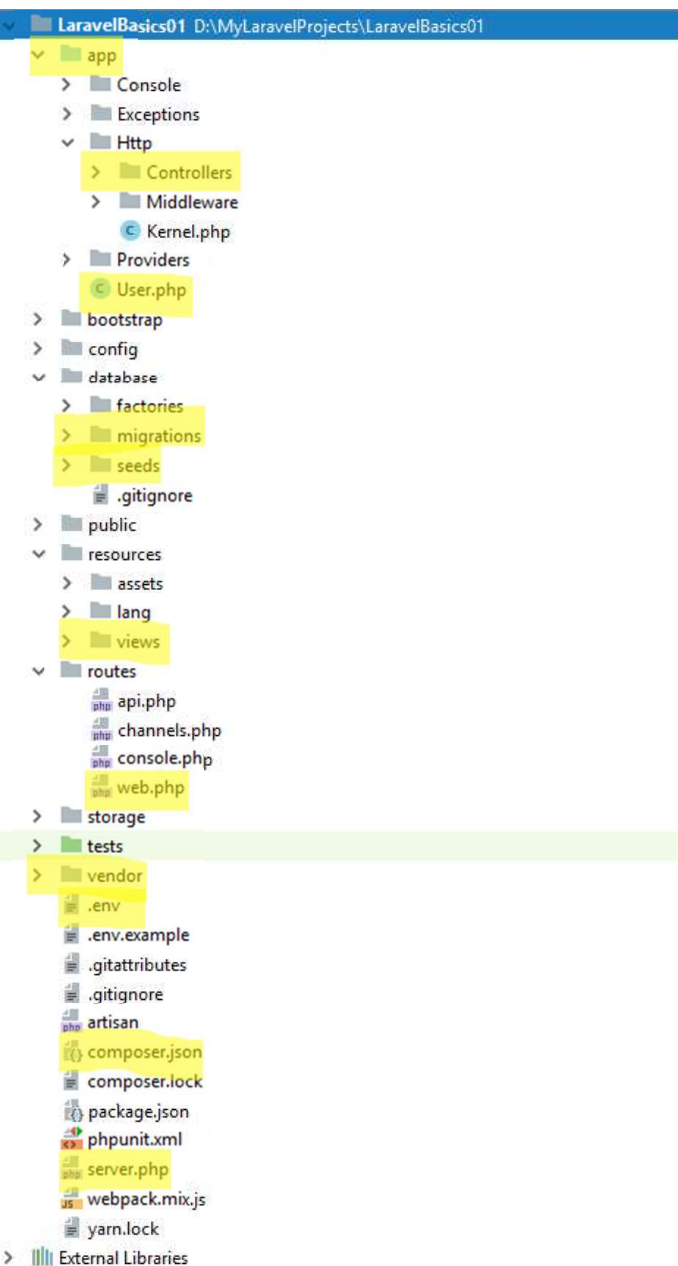 LaravelBasics01 D:\MyLaravelProjects\LaravelBasics01
app
Console
Exceptions
Http
Controllers
Middleware
Kernel.php
Providers
User.php
bootstrap
config
database
factories
migrations
seeds
.gitignore
public
resources
assets
lang
views
routes
api.php
channels.php
console.php
web.php
storage
tests
vendor
.env
.env.example
.gitattributes
.gitignore
artisan
composer.json
composer.lock
package.json
phpunit.xml
server.php
webpack.mix.js
yarn.lock
External Libraries